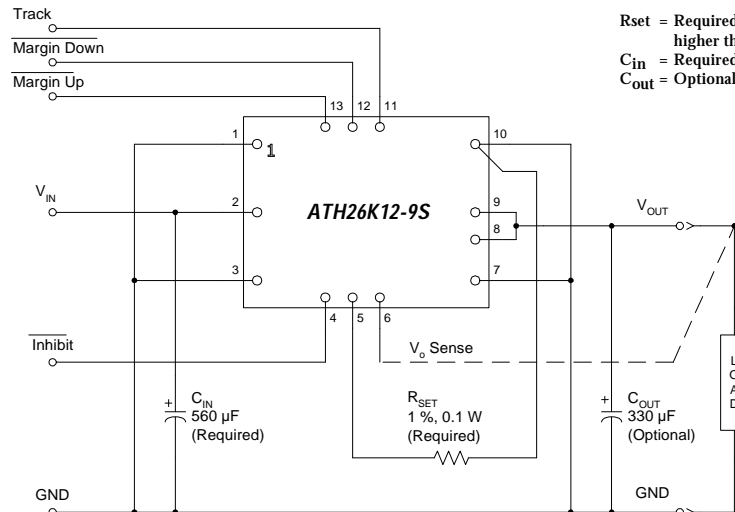 Track
Margin Down
Margin Up
Rset = Required
higher th
Cin = Required
Cout = Optional
13 12 11
1 1 10
VIN 2 ATH26K12-9S 9 VOUT
8
3 7
4 5 6
Inhibit
Vo Sense
LOAD
CIN
560 µF
(Required)
RSET
1 %, 0.1 W
(Required)
COUT
330 µF
(Optional)
GND GND